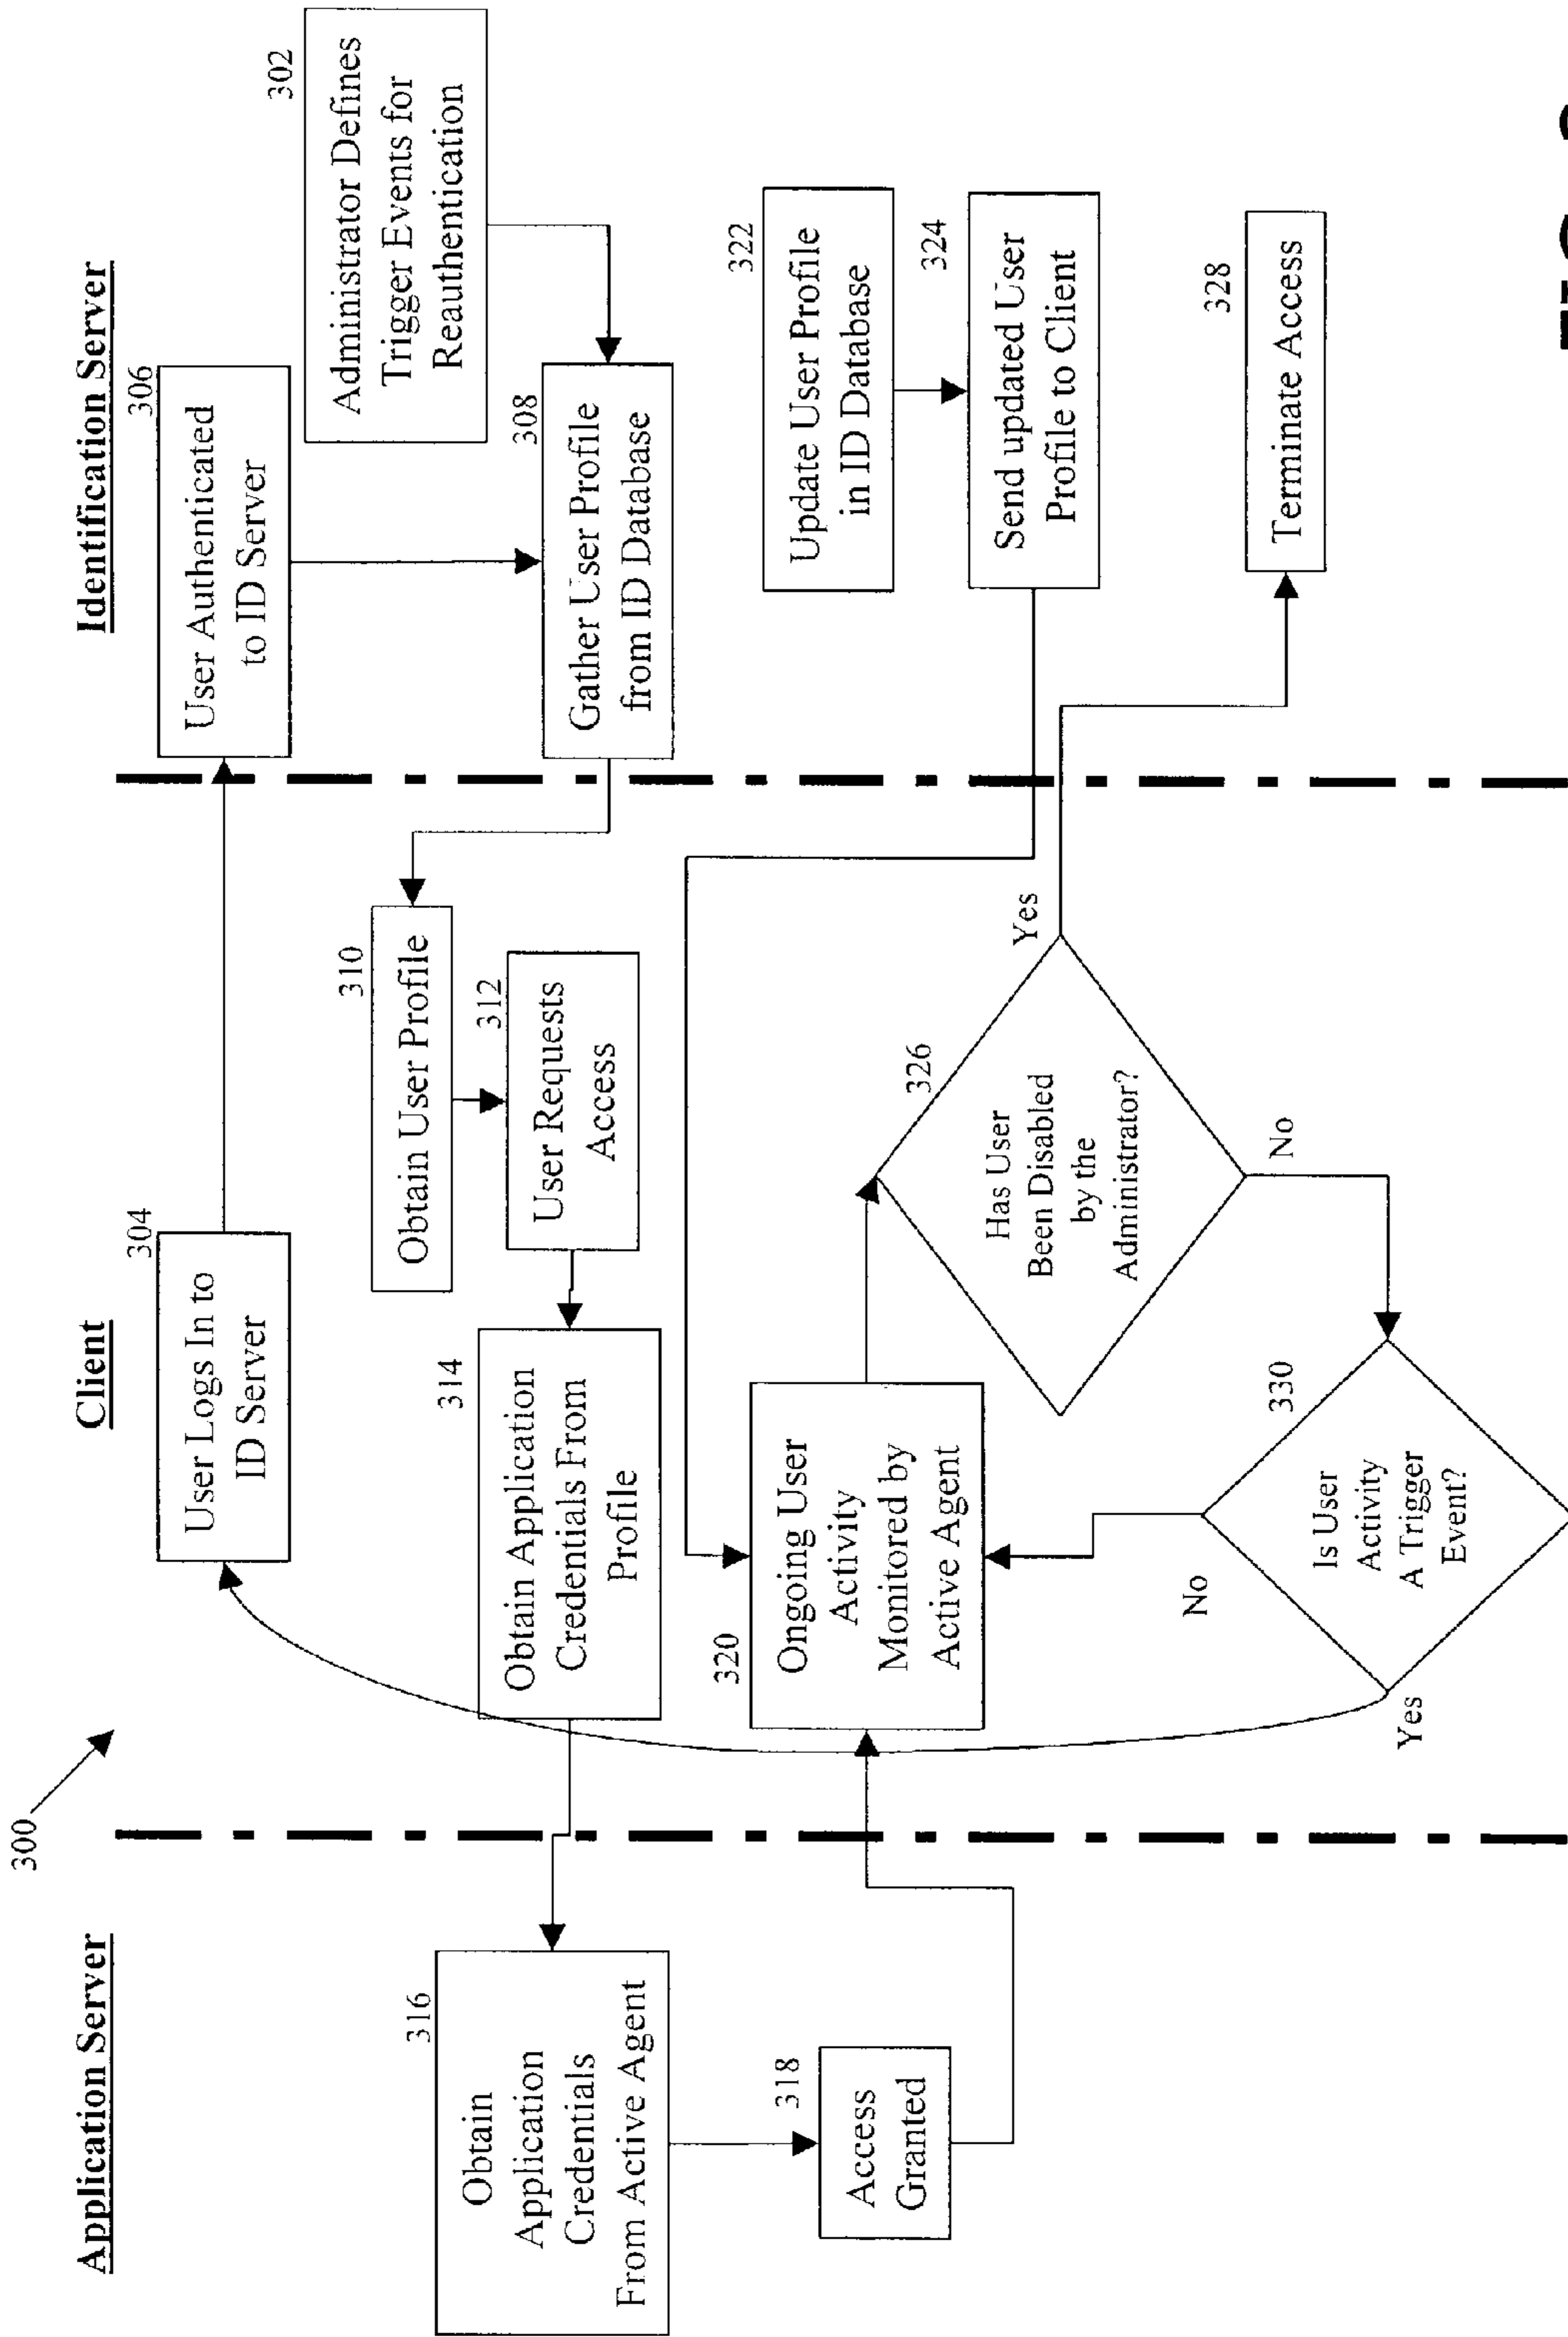 300
Application Server
Client
Identification Server
302
Administrator Defines
Trigger Events for
Reauthentication
304
User Logs In to
ID Server
306
User Authenticated
to ID Server
308
Gather User Profile
from ID Database
310
Obtain User Profile
312
User Requests
Access
314
Obtain Application
Credentials From
Profile
316
Obtain
Application
Credentials
From Active Agent
318
Access
Granted
320
Ongoing User
Activity
Monitored by
Active Agent
322
Update User Profile
in ID Database
324
Send updated User
Profile to Client
326
Has User
Been Disabled
by the
Administrator?
Yes
No
328
Terminate Access
330
Is User
Activity
A Trigger
Event?
No
Yes